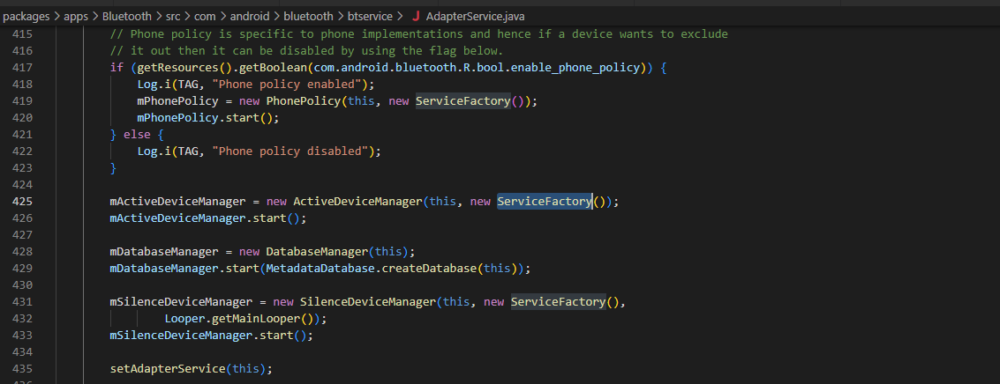 packages > apps > Bluetooth > src > com > android > bluetooth > btservice > J AdapterService.java
415 // Phone policy is specific to phone implementations and hence if a device wants to exclude
416 // it out then it can be disabled by using the flag below.
417 if (getResources().getBoolean(com.android.bluetooth.R.bool.enable_phone_policy)) {
418 Log.i(TAG, "Phone policy enabled");
419 mPhonePolicy = new PhonePolicy(this, new ServiceFactory());
420 mPhonePolicy.start();
421 } else {
422 Log.i(TAG, "Phone policy disabled");
423 }
424
425 mActiveDeviceManager = new ActiveDeviceManager(this, new ServiceFactory());
426 mActiveDeviceManager.start();
427
428 mDatabaseManager = new DatabaseManager(this);
429 mDatabaseManager.start(MetadataDatabase.createDatabase(this));
430
431 mSilenceDeviceManager = new SilenceDeviceManager(this, new ServiceFactory(),
432 Looper.getMainLooper());
433 mSilenceDeviceManager.start();
434
435 setAdapterService(this);